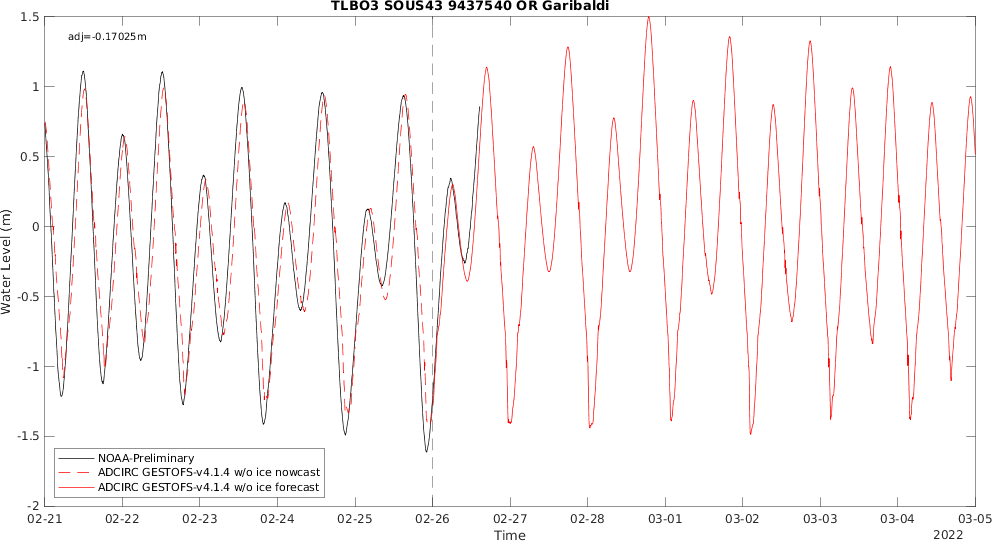 TLBO3 SOUS43 9437540 OR Garibaldi
adj=-0.17025m
1.5
1
0.5
0
-0.5
-1
-1.5
-2
Water Level (m)
NOAA-Preliminary
ADCIRC GESTOFS-v4.1.4 w/o ice nowcast
ADCIRC GESTOFS-v4.1.4 w/o ice forecast
02-21 02-22 02-23 02-24 02-25 02-26 02-27 02-28 03-01 03-02 03-03 03-04 03-05
Time
2022